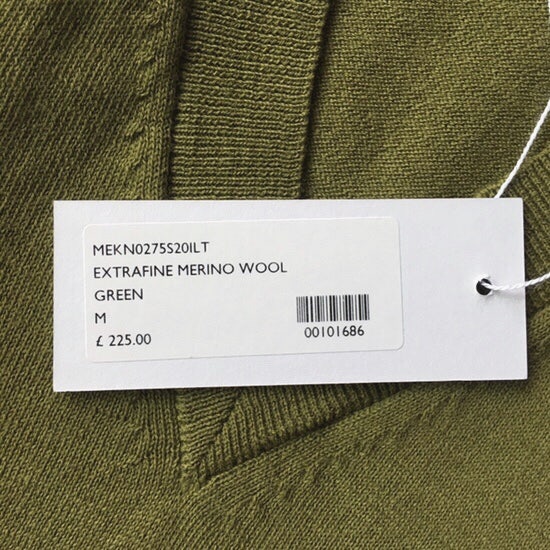 MEKN0275S20ILT
EXTRAFINE MERINO WOOL
GREEN
M
£ 225.00
00101686